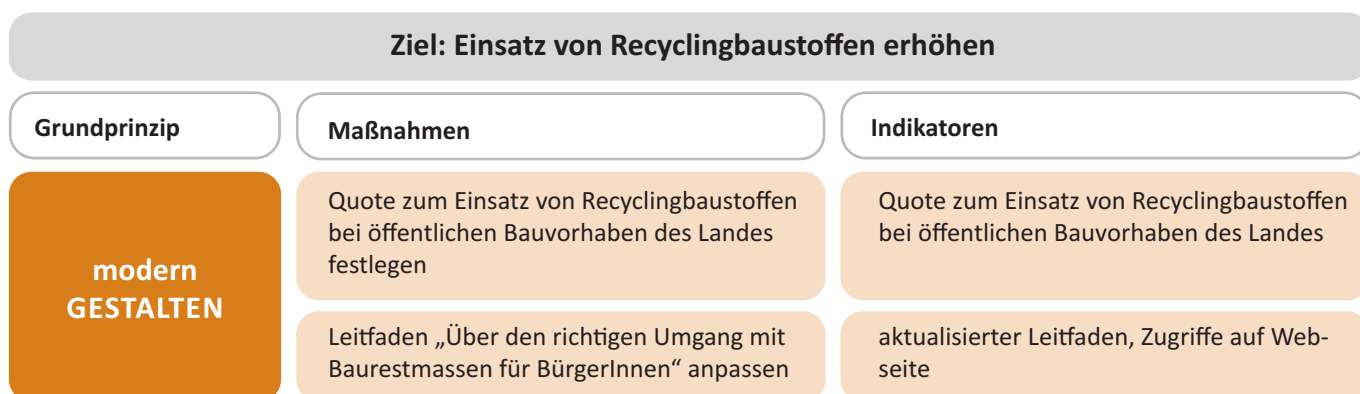 Ziel: Einsatz von Recyclingbaustoffen erhöhen
Grundprinzip
Maßnahmen
Indikatoren
modern
GESTALTEN
Quote zum Einsatz von Recyclingbaustoffen
bei öffentlichen Bauvorhaben des Landes
festlegen
Quote zum Einsatz von Recyclingbaustoffen
bei öffentlichen Bauvorhaben des Landes
Leitfaden „Über den richtigen Umgang mit
Baurestmassen für BürgerInnen“ anpassen
aktualisierter Leitfaden, Zugriffe auf Web-
seite